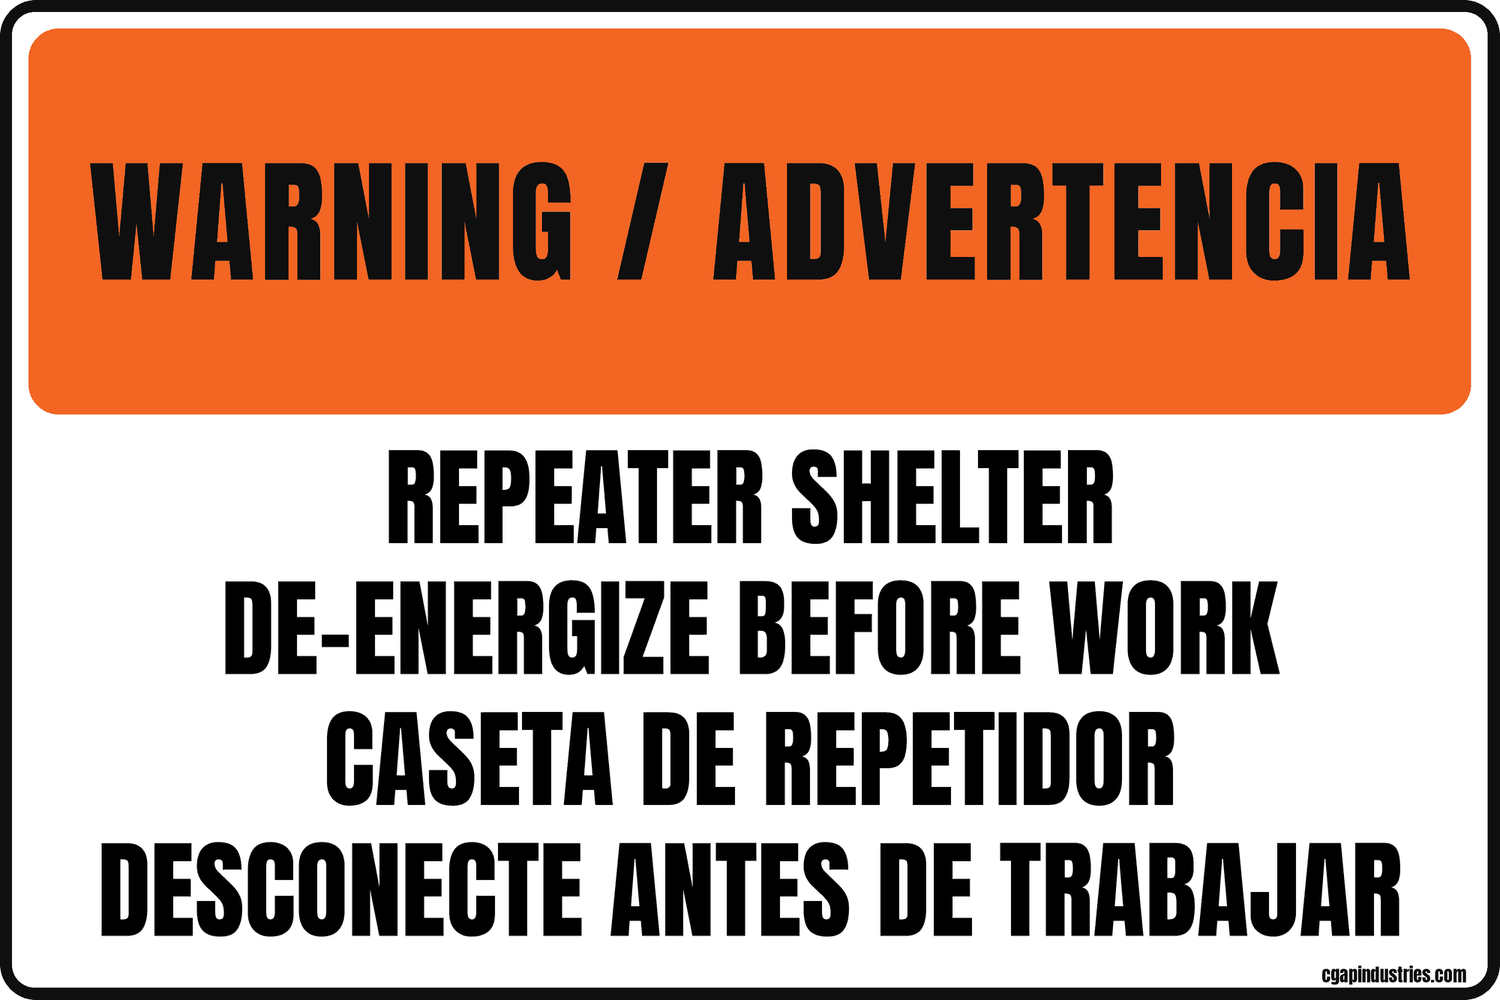 WARNING / ADVERTENCIA
REPEATER SHELTER
DE-ENERGIZE BEFORE WORK
CASETA DE REPETIDOR
DESCONECTE ANTES DE TRABAJAR
cgapindustries.com